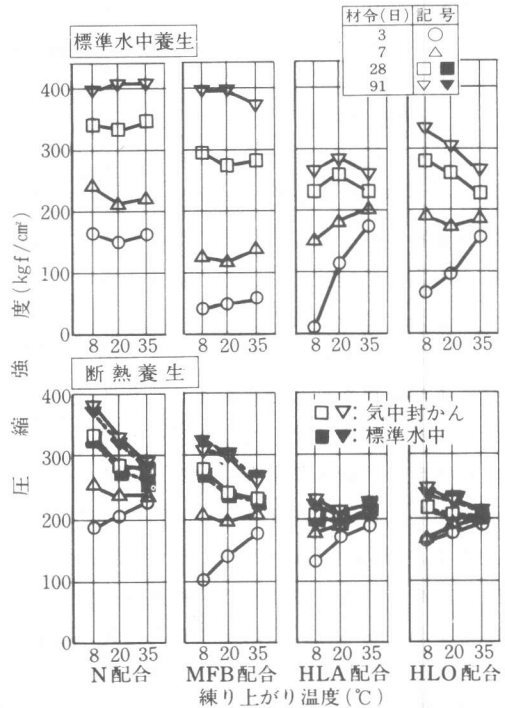 材令(日) 記号
3 ○
7 △
28 □ ■
91 ▽ ▼
標準水中養生
400
300
200
100
0
8 20 35 8 20 35 8 20 35 8 20 35
断熱養生
□▽: 気中封かん
■▼: 標準水中
400
300
200
100
0
8 20 35 8 20 35 8 20 35 8 20 35
N配合 MFB配合 HLA配合 HLO配合
練り上がり温度(℃)
圧縮強度(kgf/cm²)